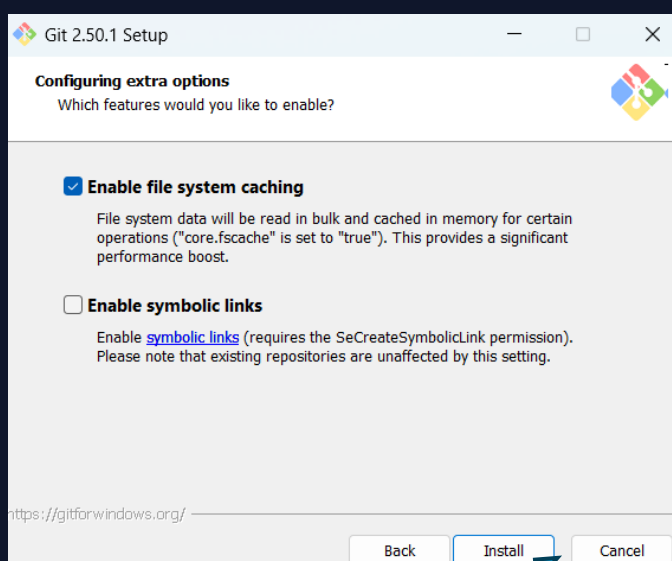 Git 2.50.1 Setup
Configuring extra options
Which features would you like to enable?
Enable file system caching
File system data will be read in bulk and cached in memory for certain
operations ("core.fscache" is set to "true"). This provides a significant
performance boost.
Enable symbolic links
Enable symbolic links (requires the SeCreateSymbolicLink permission).
Please note that existing repositories are unaffected by this setting.
https://gitforwindows.org/
Back Install Cancel